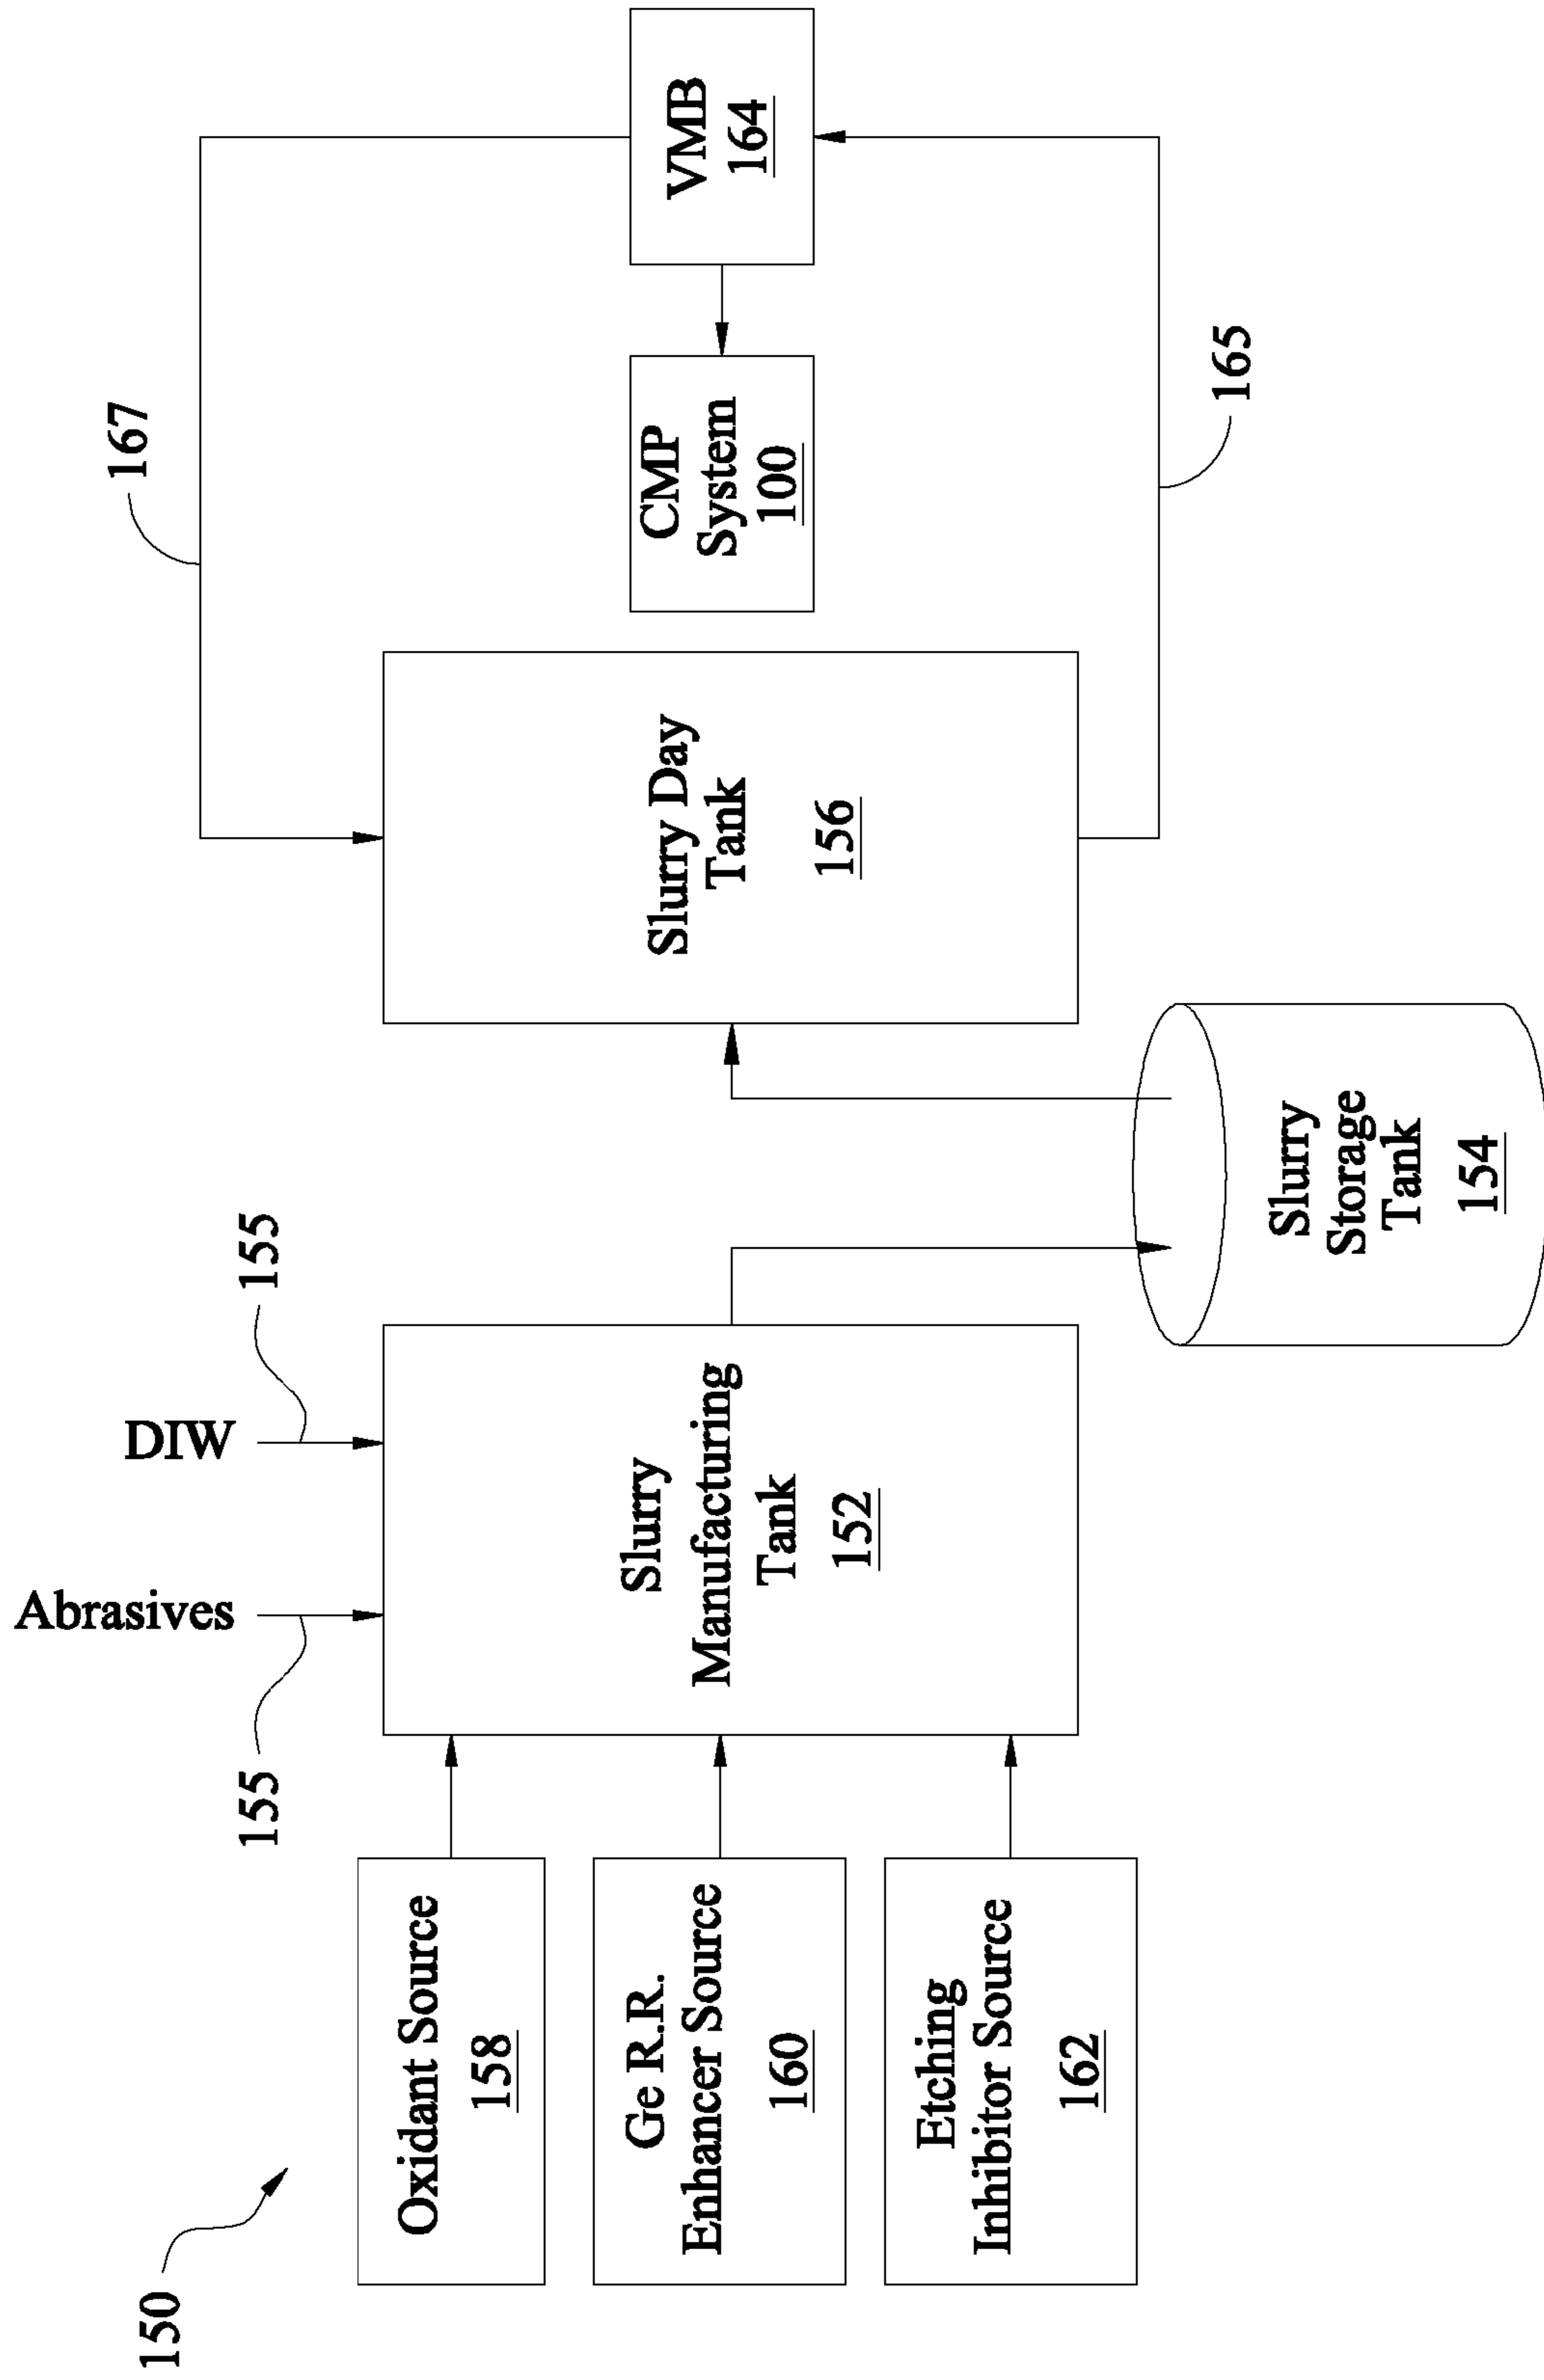 150
Oxidant Source
158
Ge R.R.
Enhancer Source
160
Etching
Inhibitor Source
162
Abrasives
155
DIW
155
Slurry
Manufacturing
Tank
152
Slurry
Storage
Tank
154
Slurry Day
Tank
156
167
CMP
System
100
VMB
164
165